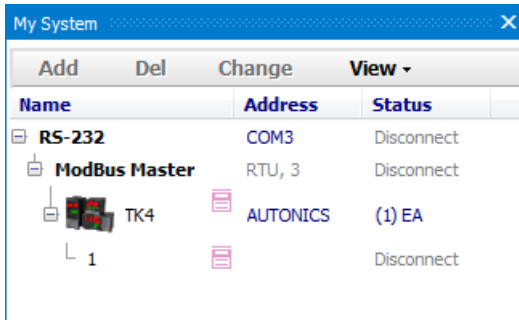 My System
Add Del Change View
Name Address Status
RS-232 COM3 Disconnect
ModBus Master RTU, 3 Disconnect
TK4 AUTONICS (1) EA
1 Disconnect